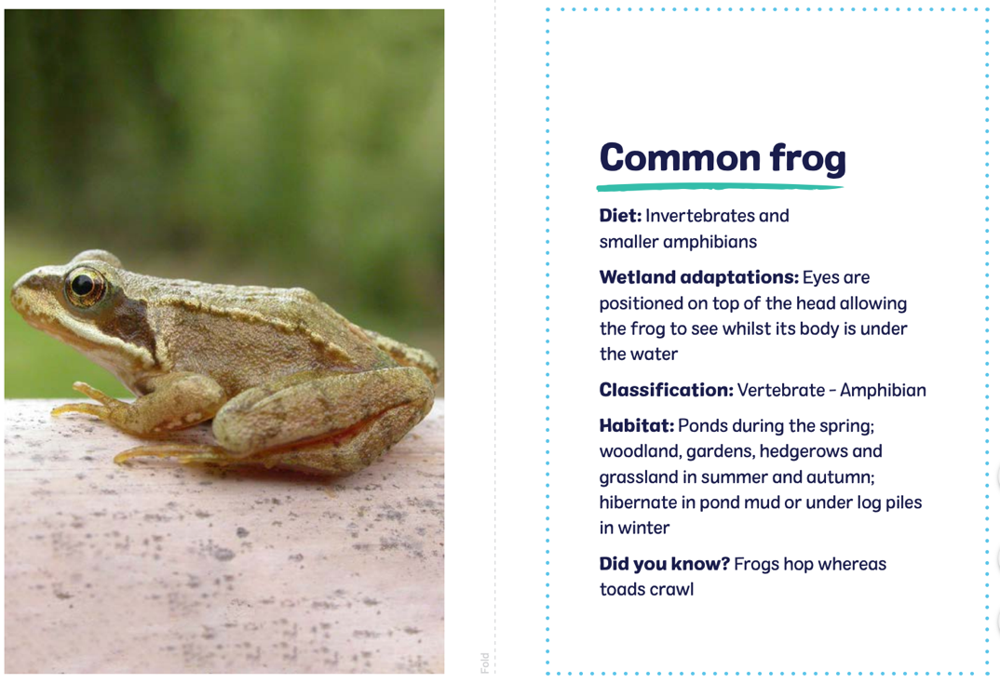 Common frog
Diet: Invertebrates and
smaller amphibians
Wetland adaptations: Eyes are
positioned on top of the head allowing
the frog to see whilst its body is under
the water
Classification: Vertebrate - Amphibian
Habitat: Ponds during the spring;
woodland, gardens, hedgerows and
grassland in summer and autumn;
hibernate in pond mud or under log piles
in winter
Did you know? Frogs hop whereas
toads crawl
Fold